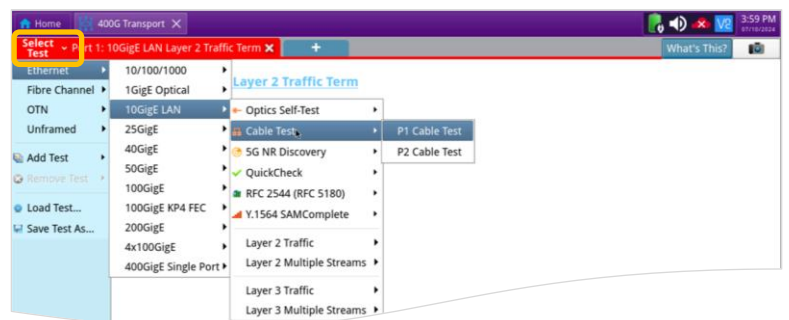 Home 400G Transport X V2 3:59 PM
07/10/2024
Select Test Port 1: 10GigE LAN Layer 2 Traffic Term X + What's This?
Layer 2 Traffic Term
Ethernet
Fibre Channel
OTN
Unframed
Add Test
Remove Test
Load Test...
Save Test As...
10/100/1000
1GigE Optical
10GigE LAN
25GigE
40GigE
50GigE
100GigE
100GigE KP4 FEC
200GigE
4x100GigE
400GigE Single Port
Optics Self-Test
Cable Test
5G NR Discovery
QuickCheck
RFC 2544 (RFC 5180)
Y.1564 SAMComplete
Layer 2 Traffic
Layer 2 Multiple Streams
Layer 3 Traffic
Layer 3 Multiple Streams
P1 Cable Test
P2 Cable Test